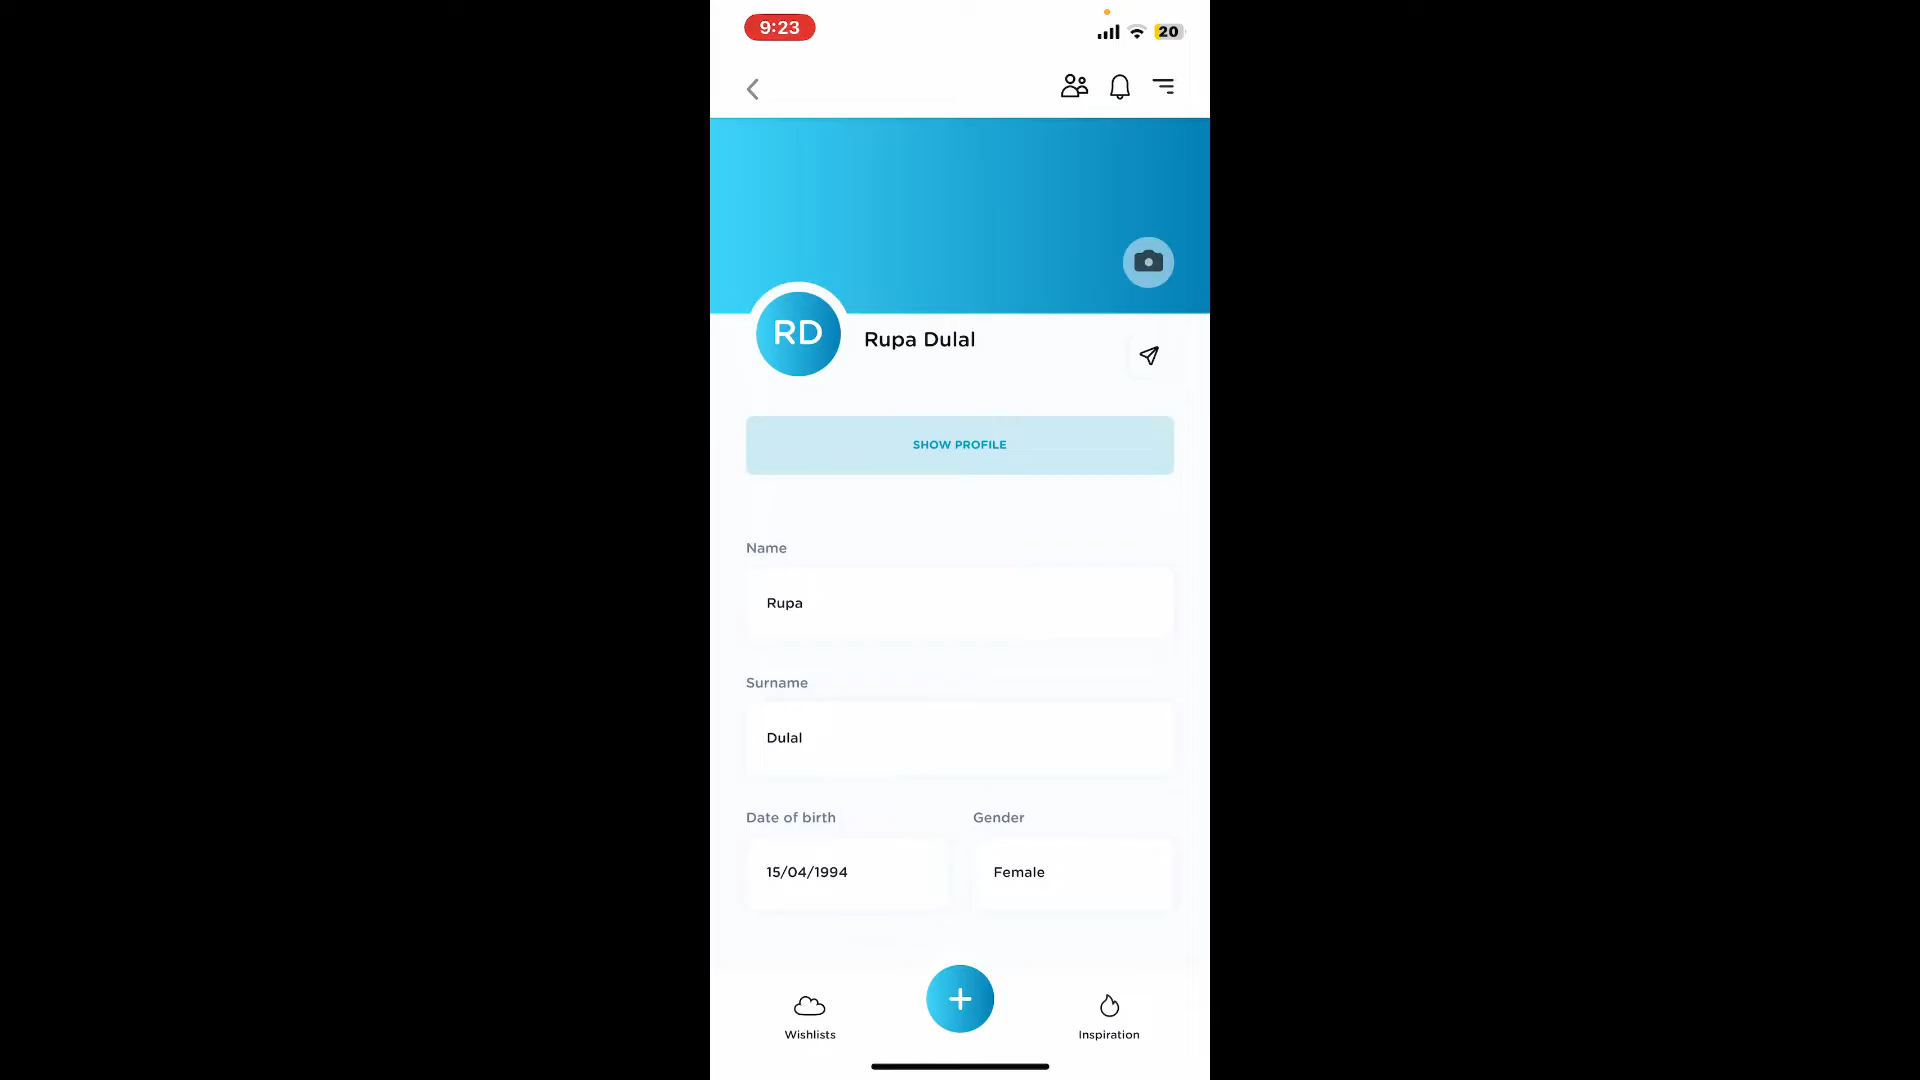 9:23
20
RD
Rupa Dulal
SHOW PROFILE
Name
Rupa
Surname
Dulal
Date of birth
Gender
15/04/1994
Female
Wishlists
Inspiration